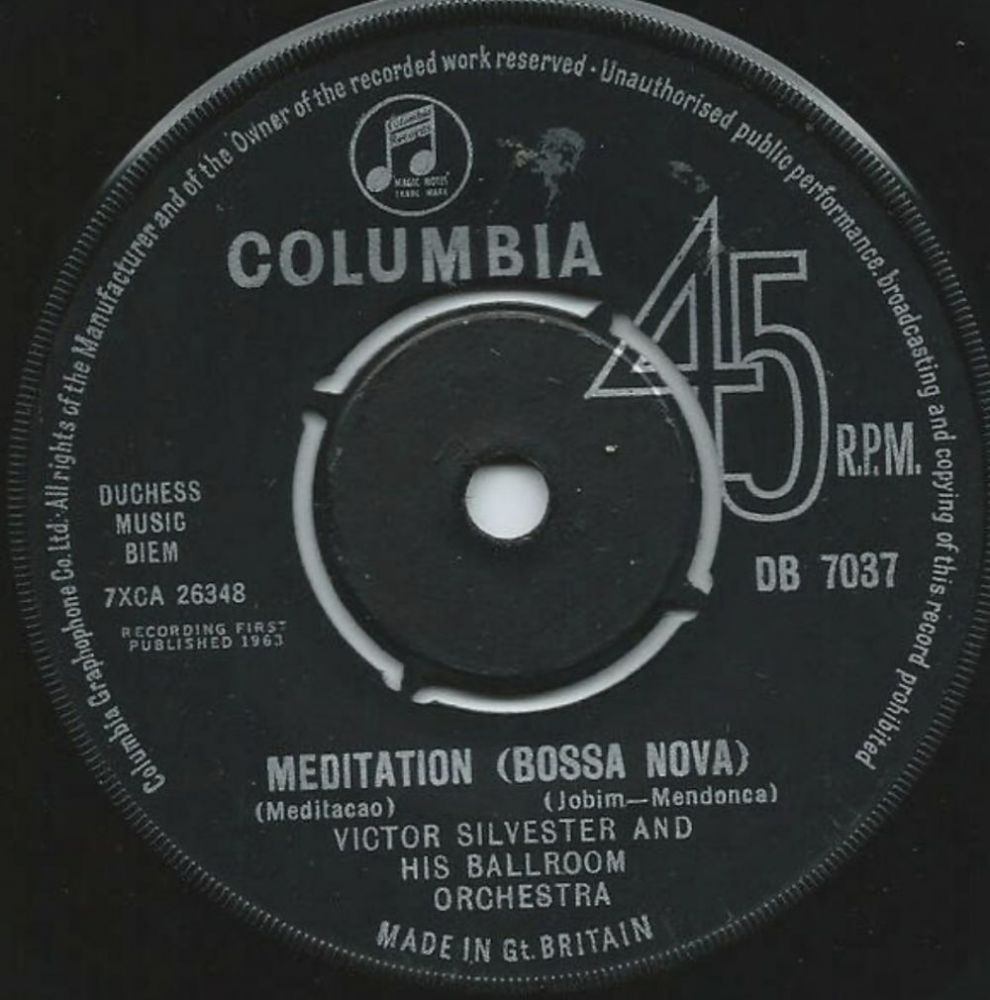 Columbia Graphophone Co. Ltd · All rights of the Manufacturer and of the Owner of the recorded work reserved · Unauthorised public performance, broadcasting and copying of this record prohibited
Columbia
Records
MAGIC NOTES
TRADE MARK
COLUMBIA
45
R.P.M.
DUCHESS
MUSIC
BIEM
7XCA 26348
RECORDING FIRST
PUBLISHED 1963
DB 7037
MEDITATION (BOSSA NOVA)
(Meditacao) (Jobim—Mendonca)
VICTOR SILVESTER AND
HIS BALLROOM
ORCHESTRA
MADE IN Gt. BRITAIN